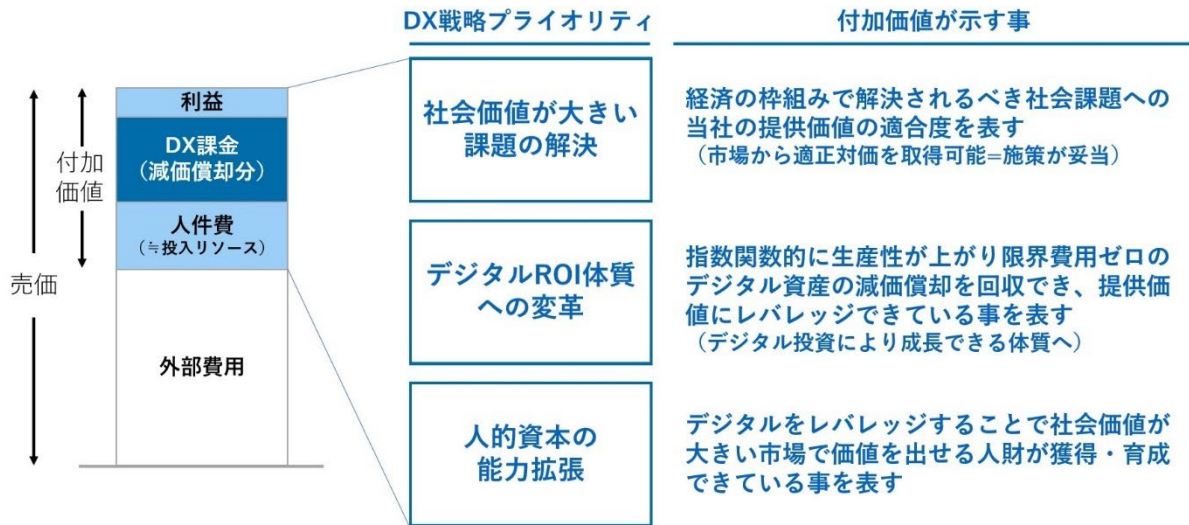 DX戦略プライオリティ
付加価値が示す事
利益
DX課金
（減価償却分）
人件費
（≒投入リソース）
外部費用
付加
価値
売価
社会価値が大きい
課題の解決
経済の枠組みで解決されるべき社会課題への
当社の提供価値の適合度を表す
（市場から適正対価を取得可能=施策が妥当）
デジタルROI体質
への変革
指数関数的に生産性が上がり限界費用ゼロの
デジタル資産の減価償却を回収でき、提供価
値にレバレッジできている事を表す
（デジタル投資により成長できる体質へ）
人的資本の
能力拡張
デジタルをレバレッジすることで社会価値が
大きい市場で価値を出せる人財が獲得・育成
できている事を表す